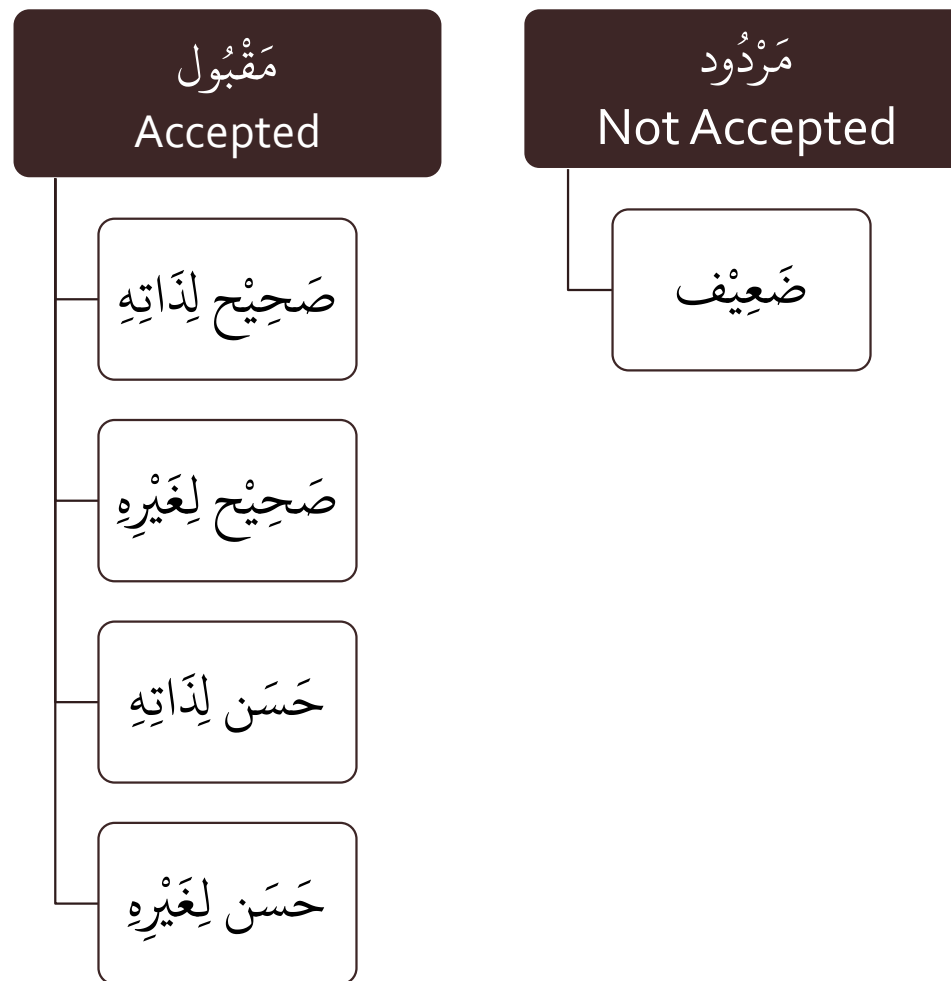 مَقْبُول
Accepted
صَحِيْح لِذَاتِهِ
صَحِيْح لِغَيْرِهِ
حَسَن لِذَاتِهِ
حَسَن لِغَيْرِهِ
مَرْدُود
Not Accepted
ضَعِيْف